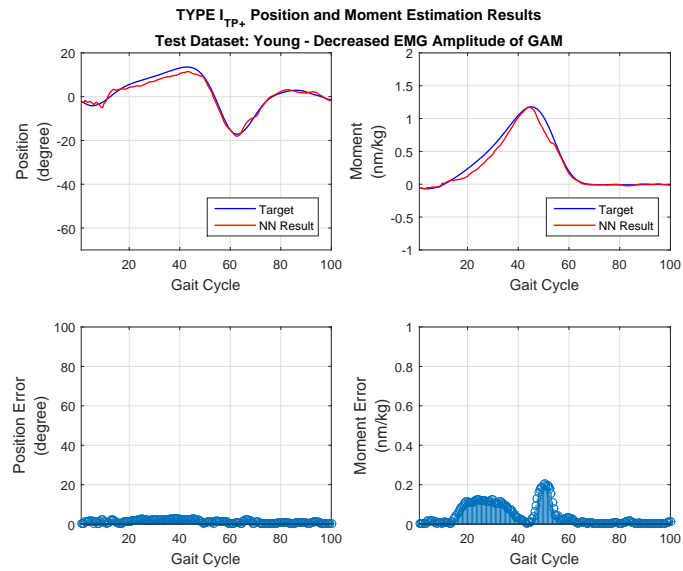 TYPE I_TP+ Position and Moment Estimation Results
Test Dataset: Young - Decreased EMG Amplitude of GAM
20
0
-20
-40
-60
Position
(degree)
Target
NN Result
20 40 60 80 100
Gait Cycle
2
1.5
1
0.5
0
-0.5
-1
Moment
(nm/kg)
Target
NN Result
20 40 60 80 100
Gait Cycle
100
80
60
40
20
0
Position Error
(degree)
20 40 60 80 100
Gait Cycle
1
0.8
0.6
0.4
0.2
0
Moment Error
(nm/kg)
20 40 60 80 100
Gait Cycle